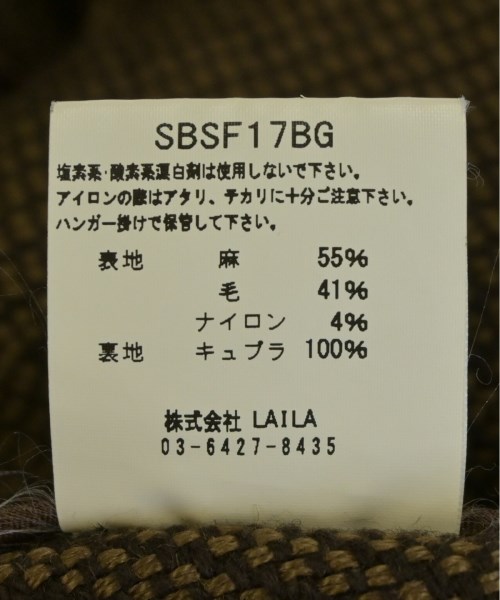 SBSF17BG
塩素系・酸素系漂白剤は使用しないで下さい。
アイロンの際はアタリ、テカリに十分ご注意下さい。
ハンガー掛けで保管して下さい。
表地 麻 55%
毛 41%
ナイロン 4%
裏地 キュプラ 100%
株式会社 LAILA
03-6427-8435